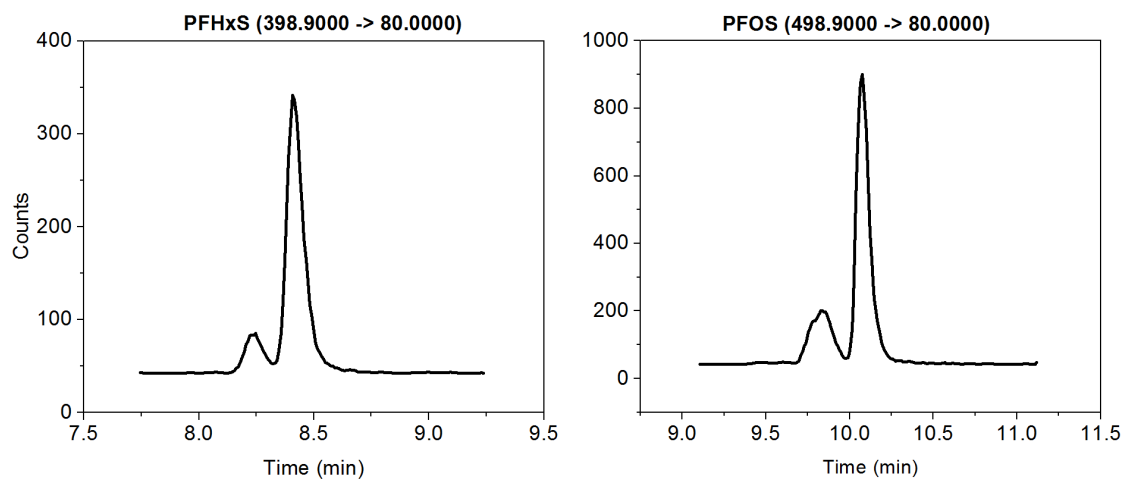 PFHxS (398.9000 -> 80.0000)
400
300
200
100
0
Counts
7.5 8.0 8.5 9.0 9.5
Time (min)
PFOS (498.9000 -> 80.0000)
1000
800
600
400
200
0
9.0 9.5 10.0 10.5 11.0 11.5
Time (min)